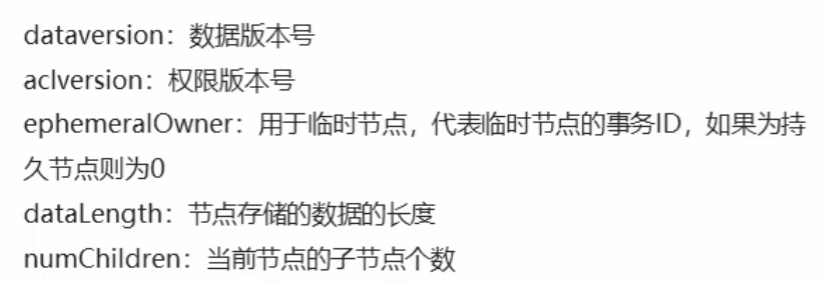 dataversion：数据版本号
aclversion：权限版本号
ephemeralOwner：用于临时节点，代表临时节点的事务ID，如果为持
久节点则为0
dataLength：节点存储的数据的长度
numChildren：当前节点的子节点个数